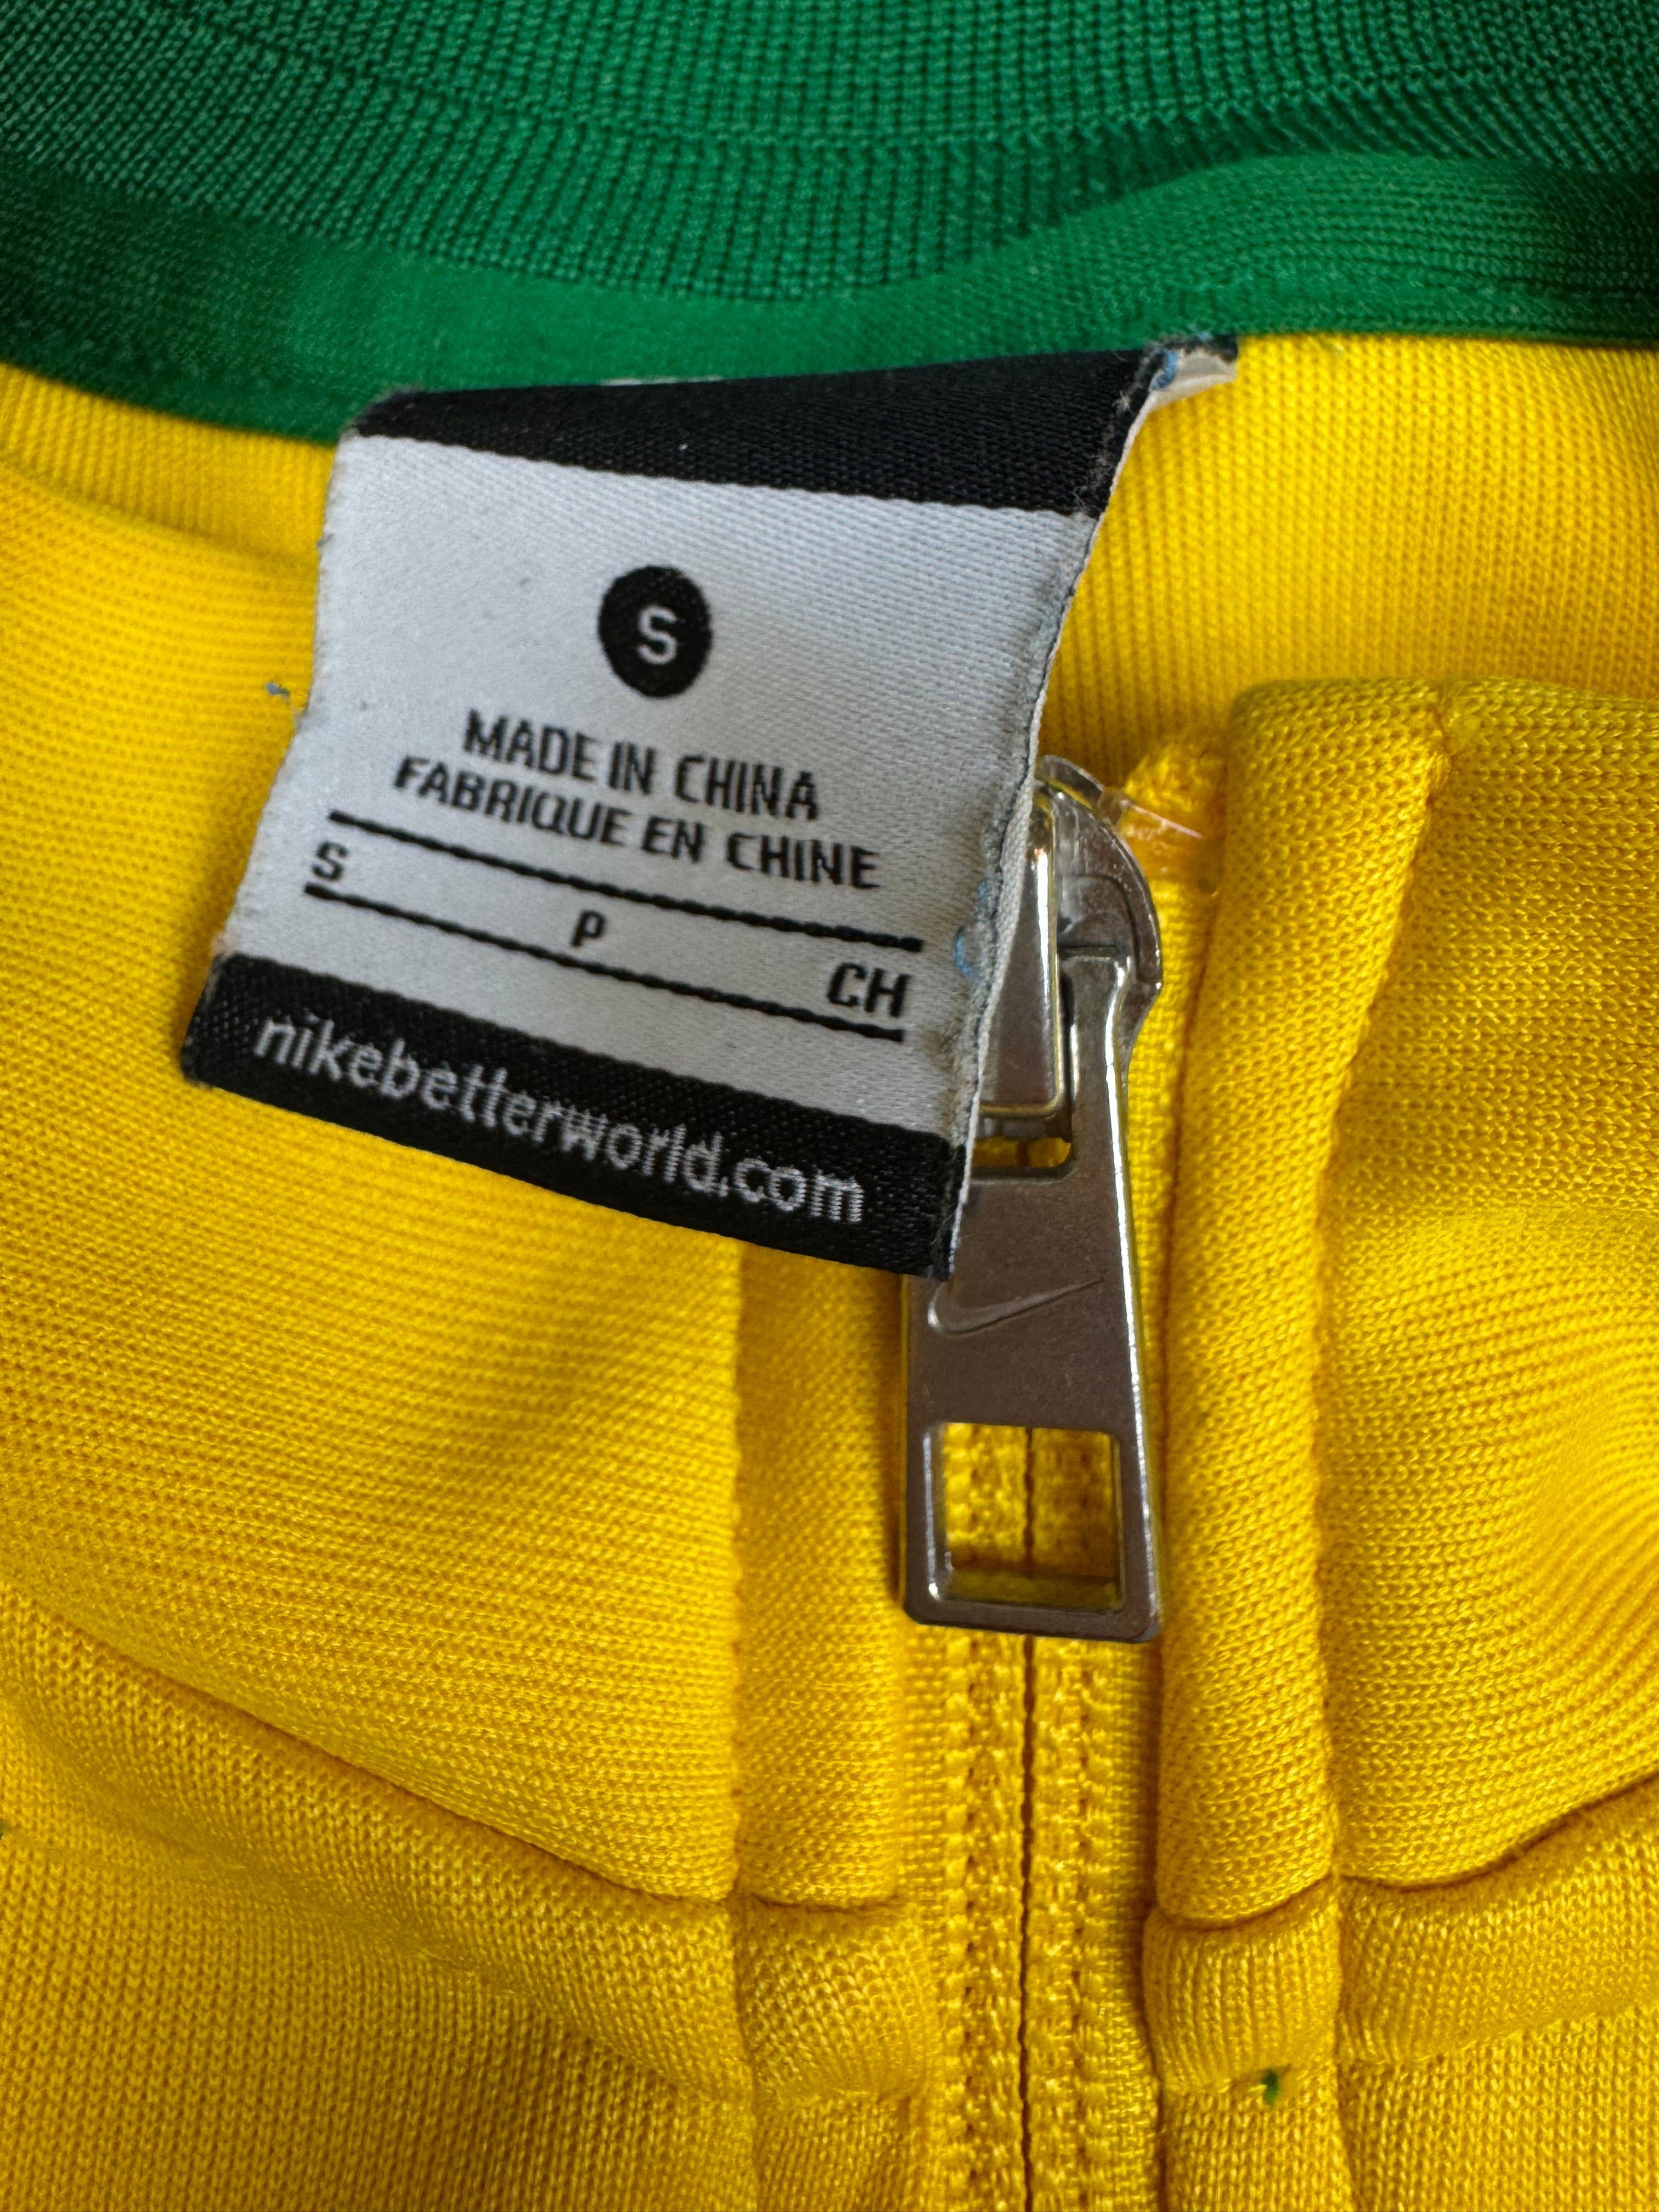 S
MADE IN CHINA
FABRIQUE EN CHINE
S P CH
nikebetterworld.com